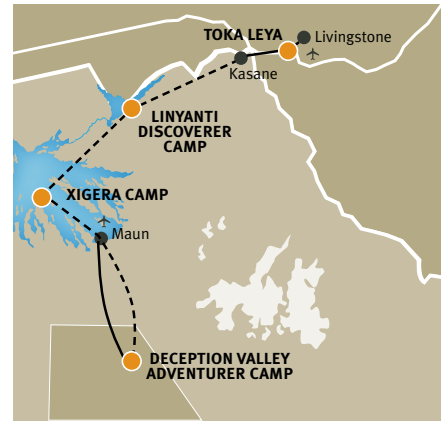 TOKA LEYA
Livingstone
Kasane
LINYANTI
DISCOVERER
CAMP
XIGERA CAMP
Maun
DECEPTION VALLEY
ADVENTURER CAMP